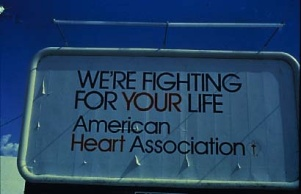 WE'RE FIGHTING
FOR YOUR LIFE
American
Heart Association